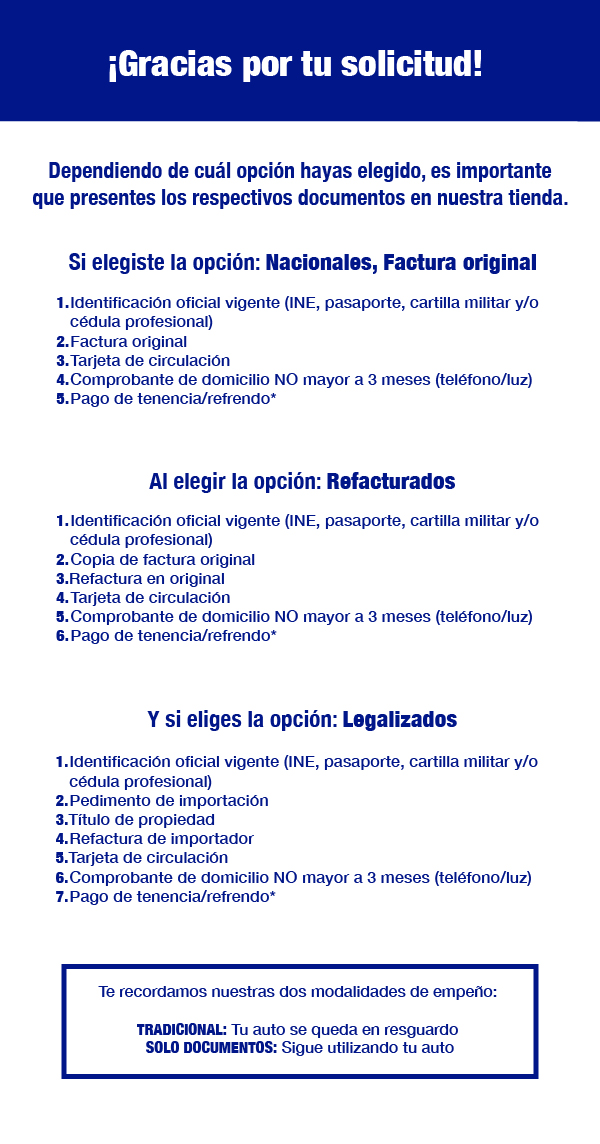 ¡Gracias por tu solicitud!
Dependiendo de cuál opción hayas elegido, es importante
que presentes los respectivos documentos en nuestra tienda.
Si elegiste la opción: Nacionales, Factura original
1.Identificación oficial vigente (INE, pasaporte, cartilla militar y/o
cédula profesional)
2.Factura original
3.Tarjeta de circulación
4.Comprobante de domicilio NO mayor a 3 meses (teléfono/luz)
5.Pago de tenencia/refrendo*
Al elegir la opción: Refacturados
1.Identificación oficial vigente (INE, pasaporte, cartilla militar y/o
cédula profesional)
2.Copia de factura original
3.Refactura en original
4.Tarjeta de circulación
5.Comprobante de domicilio NO mayor a 3 meses (teléfono/luz)
6.Pago de tenencia/refrendo*
Y si eliges la opción: Legalizados
1.Identificación oficial vigente (INE, pasaporte, cartilla militar y/o
cédula profesional)
2.Pedimento de importación
3.Título de propiedad
4.Refactura de importador
5.Tarjeta de circulación
6.Comprobante de domicilio NO mayor a 3 meses (teléfono/luz)
7.Pago de tenencia/refrendo*
Te recordamos nuestras dos modalidades de empeño:
TRADICIONAL: Tu auto se queda en resguardo
SOLO DOCUMENTOS: Sigue utilizando tu auto